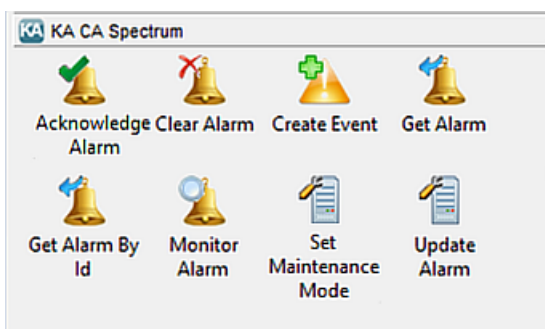 KA KA CA Spectrum
Acknowledge Clear Alarm Create Event Get Alarm
Alarm
Get Alarm By Monitor Set Update
Id Alarm Maintenance Alarm
Mode